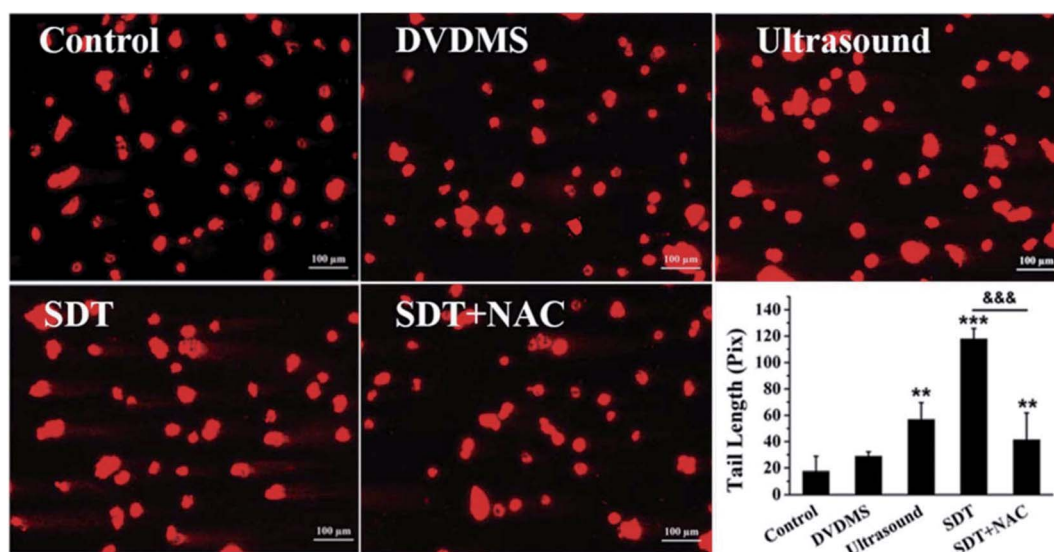 Control
100 µm
DVDMS
100 µm
Ultrasound
100 µm
SDT
100 µm
SDT+NAC
100 µm
&&&
***
**
**
Tail Length (Pix)
140
120
100
80
60
40
20
0
Control
DVDMS
Ultrasound
SDT
SDT+NAC